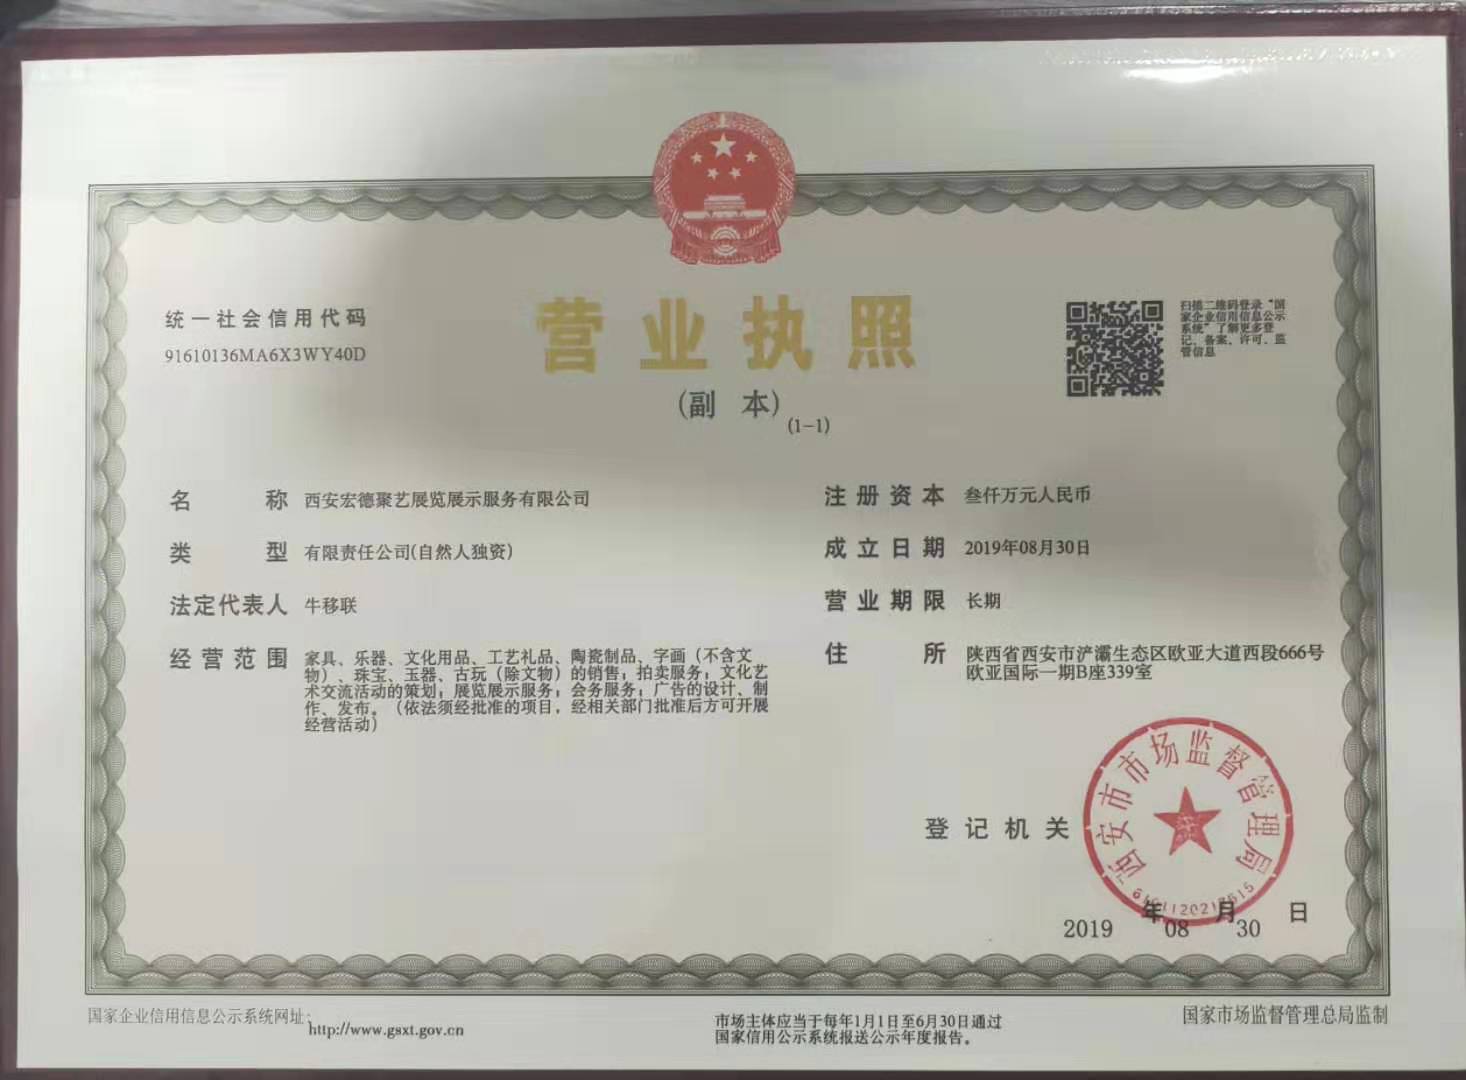 统一社会信用代码
91610136MA6X3WY40D
营业执照
(副 本)
(1-1)
扫描二维码登录“国
家企业信用信息公示
系统”了解更多登
记、备案、许可、监
管信息
名 称 西安宏德聚艺展览展示服务有限公司
类 型 有限责任公司(自然人独资)
法定代表人 牛移联
经营范围 家具、乐器、文化用品、工艺礼品、陶瓷制品、字画（不含文
物）、珠宝、玉器、古玩（除文物）的销售；拍卖服务；文化艺
术交流活动的策划；展览展示服务；会务服务；广告的设计、制
作、发布。（依法须经批准的项目，经相关部门批准后方可开展
经营活动）
注册资本 叁仟万元人民币
成立日期 2019年08月30日
营业期限 长期
住 所 陕西省西安市浐灞生态区欧亚大道西段666号
欧亚国际一期B座339室
登记机关
西安市市场监督管理局
2019 年 08 月 30 日
国家企业信用信息公示系统网址：
http://www.gsxt.gov.cn
市场主体应当于每年1月1日至6月30日通过
国家信用公示系统报送公示年度报告。
国家市场监督管理总局监制